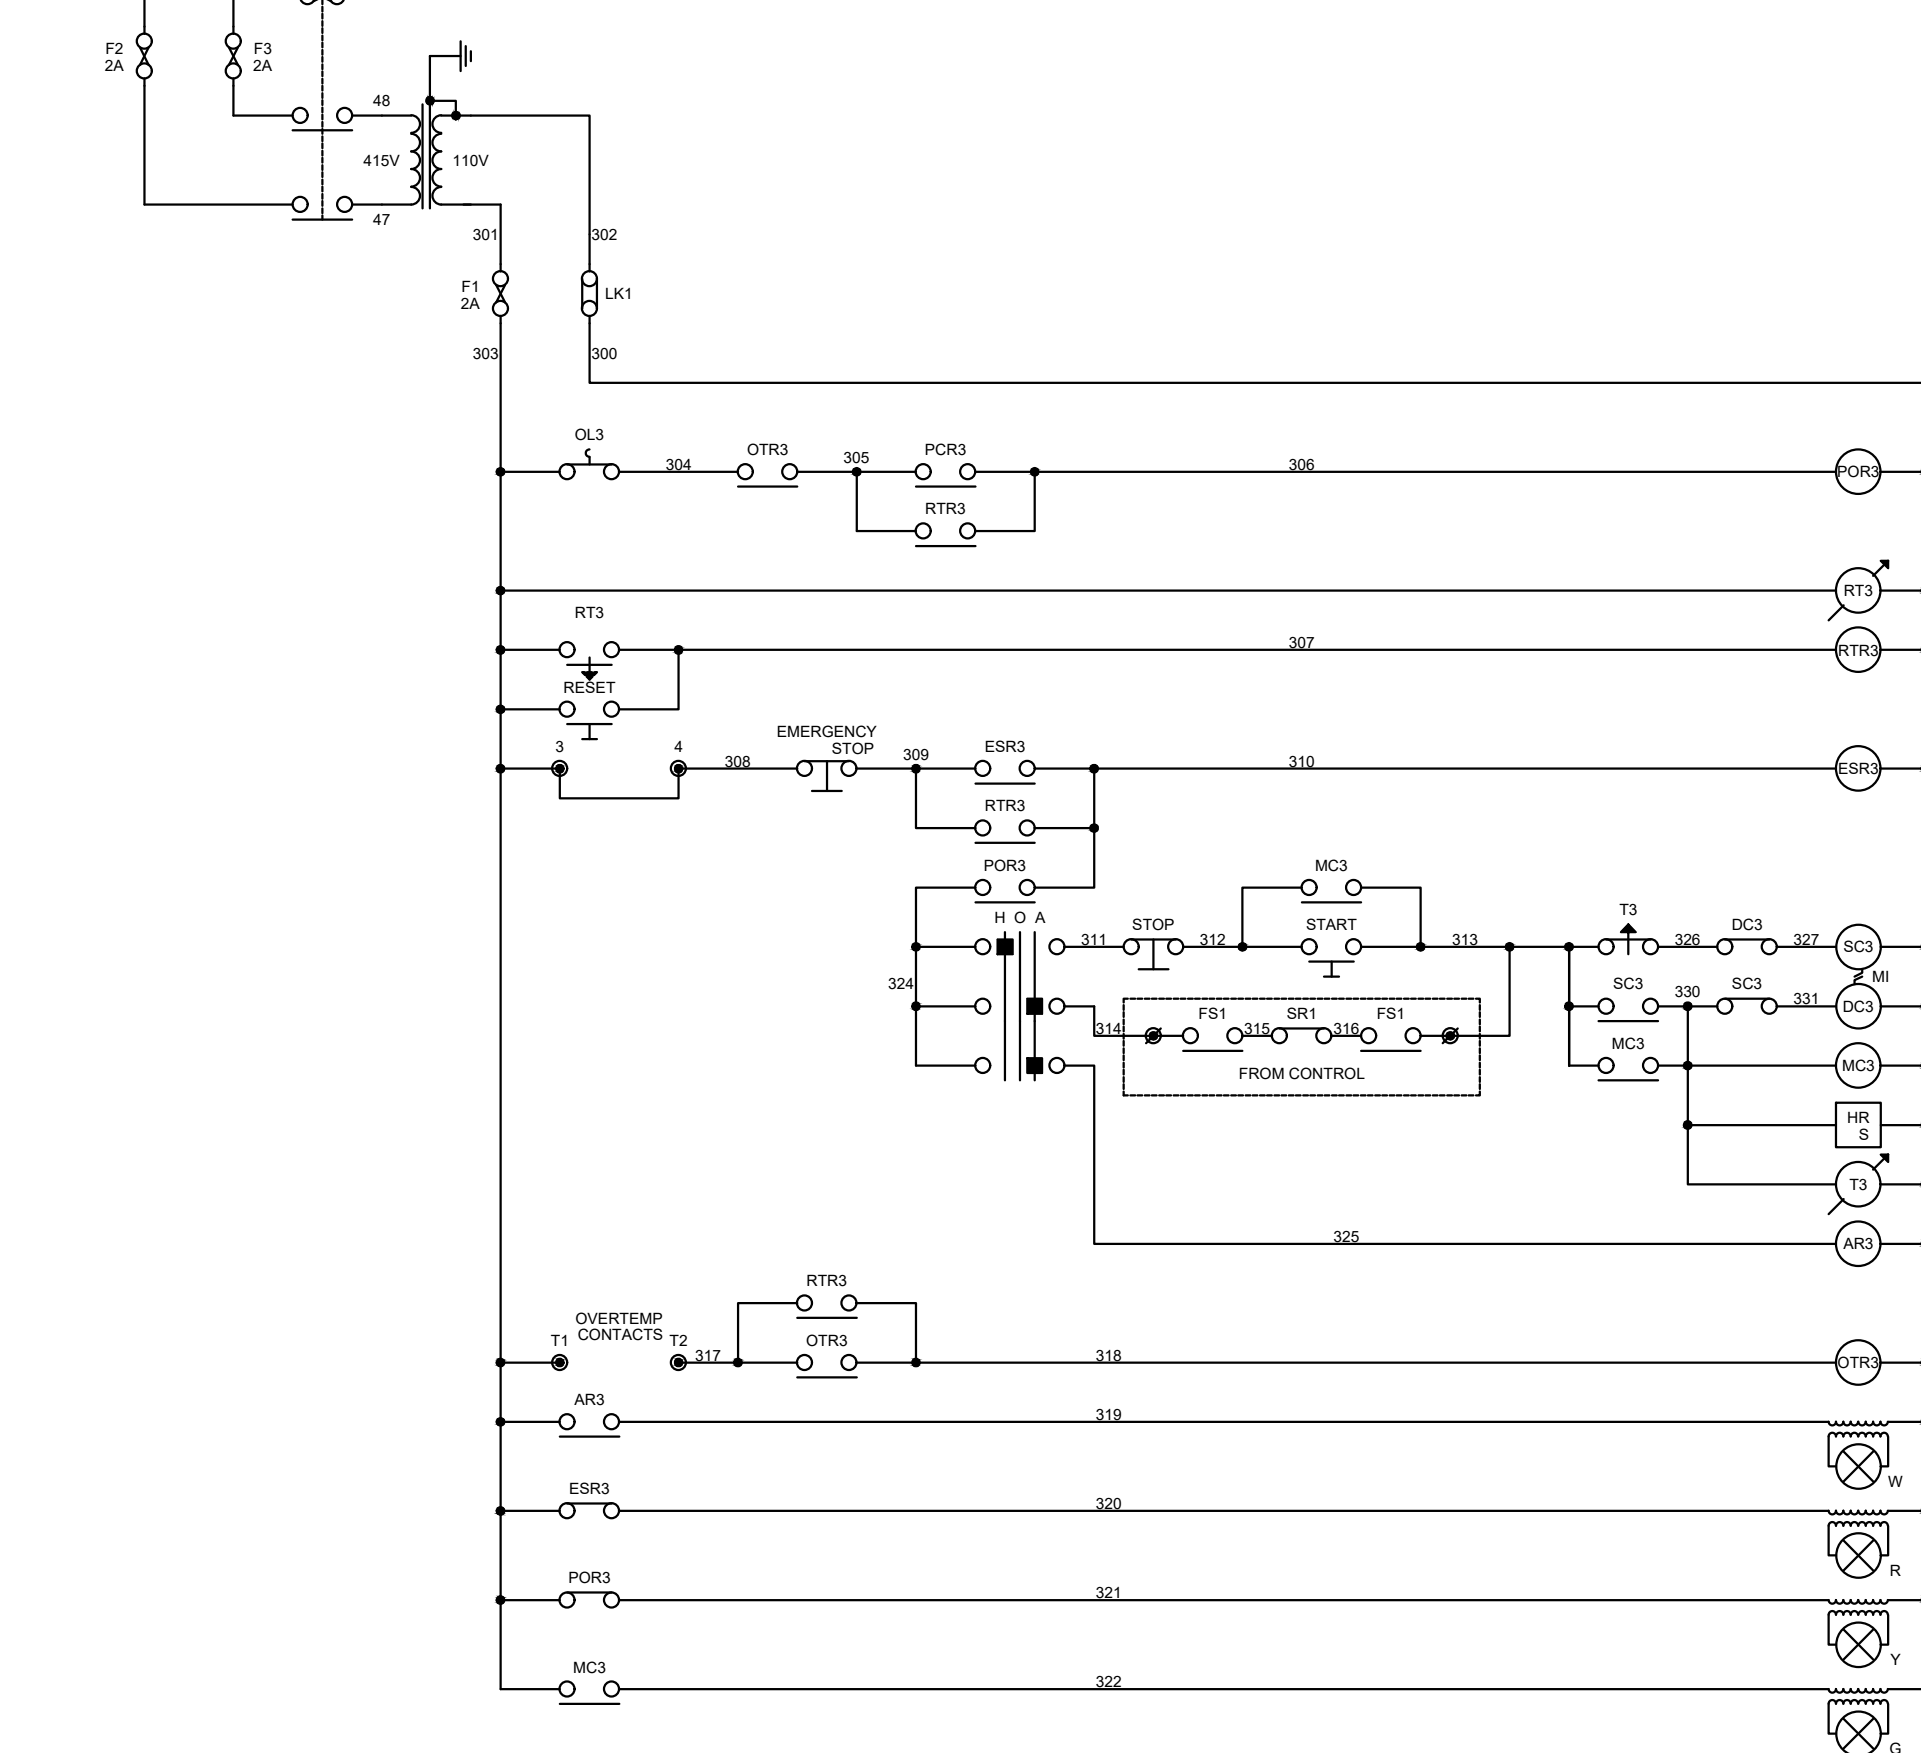 F2
2A
F3
2A
48
415V
110V
47
301
302
F1
2A
LK1
303
300
OL3
304
OTR3
305
PCR3
306
POR3
RTR3
RT3
RT3
307
RTR3
RESET
3
4
308
EMERGENCY
STOP
309
ESR3
310
ESR3
RTR3
POR3
MC3
H O A
311
STOP
312
START
313
T3
326
DC3
327
SC3
MI
324
SC3
330
SC3
331
DC3
314
FS1
315
SR1
316
FS1
MC3
MC3
FROM CONTROL
HR
S
T3
325
AR3
RTR3
OVERTEMP
CONTACTS
T1
T2
317
OTR3
318
OTR3
AR3
319
W
ESR3
320
R
POR3
321
Y
MC3
322
G